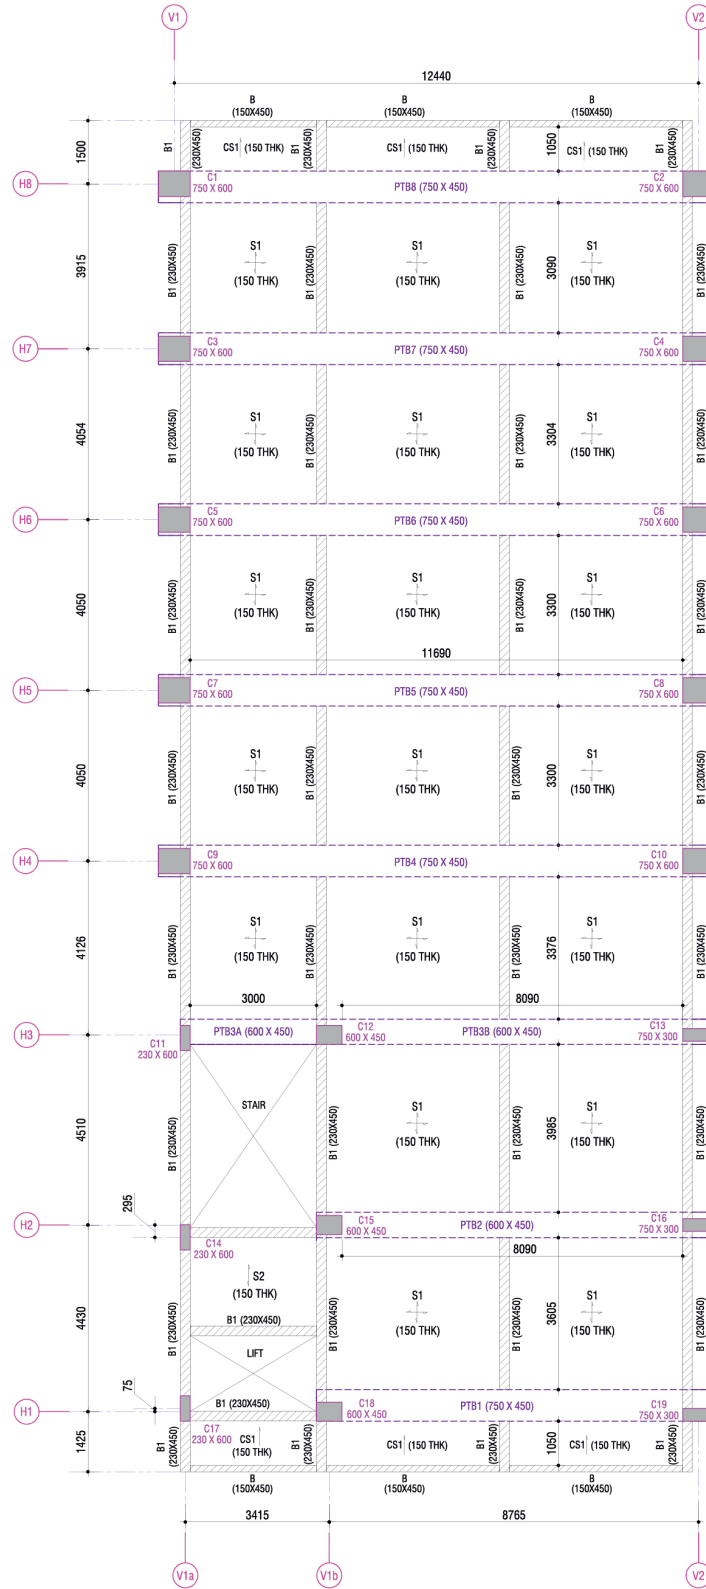 V1
V2
12440
B
(150X450)
B
(150X450)
B
(150X450)
1500
B1
(230X450)
CS1 (150 THK)
B1
(230X450)
CS1 (150 THK)
B1
(230X450)
1050
CS1 (150 THK)
B1
(230X450)
H8
C1
750 X 600
PTB8 (750 X 450)
C2
750 X 600
3915
B1 (230X450)
S1
(150 THK)
B1 (230X450)
S1
(150 THK)
B1 (230X450)
3090
S1
(150 THK)
B1 (230X450)
H7
C3
750 X 600
PTB7 (750 X 450)
C4
750 X 600
4054
B1 (230X450)
S1
(150 THK)
B1 (230X450)
S1
(150 THK)
B1 (230X450)
3304
S1
(150 THK)
B1 (230X450)
H6
C5
750 X 600
PTB6 (750 X 450)
C6
750 X 600
4050
B1 (230X450)
S1
(150 THK)
B1 (230X450)
S1
(150 THK)
B1 (230X450)
3300
S1
(150 THK)
B1 (230X450)
11690
H5
C7
750 X 600
PTB5 (750 X 450)
C8
750 X 600
4050
B1 (230X450)
S1
(150 THK)
B1 (230X450)
S1
(150 THK)
B1 (230X450)
3300
S1
(150 THK)
B1 (230X450)
H4
C9
750 X 600
PTB4 (750 X 450)
C10
750 X 600
4126
B1 (230X450)
S1
(150 THK)
B1 (230X450)
S1
(150 THK)
B1 (230X450)
3376
S1
(150 THK)
B1 (230X450)
3000
8090
H3
C11
230 X 600
PTB3A (600 X 450)
C12
600 X 450
PTB3B (600 X 450)
C13
750 X 300
4510
B1 (230X450)
STAIR
B1 (230X450)
S1
(150 THK)
B1 (230X450)
3985
S1
(150 THK)
B1 (230X450)
295
H2
C14
230 X 600
C15
600 X 450
PTB2 (600 X 450)
C16
750 X 300
8090
S2
(150 THK)
4430
B1 (230X450)
B1 (230X450)
LIFT
B1 (230X450)
B1 (230X450)
S1
(150 THK)
B1 (230X450)
3605
S1
(150 THK)
B1 (230X450)
75
H1
C17
230 X 600
C18
600 X 450
PTB1 (750 X 450)
C19
750 X 300
1425
B1
(230X450)
CS1
(150 THK)
B1
(230X450)
CS1 (150 THK)
B1
(230X450)
1050
CS1 (150 THK)
B1
(230X450)
B
(150X450)
B
(150X450)
B
(150X450)
3415
8765
V1a
V1b
V2